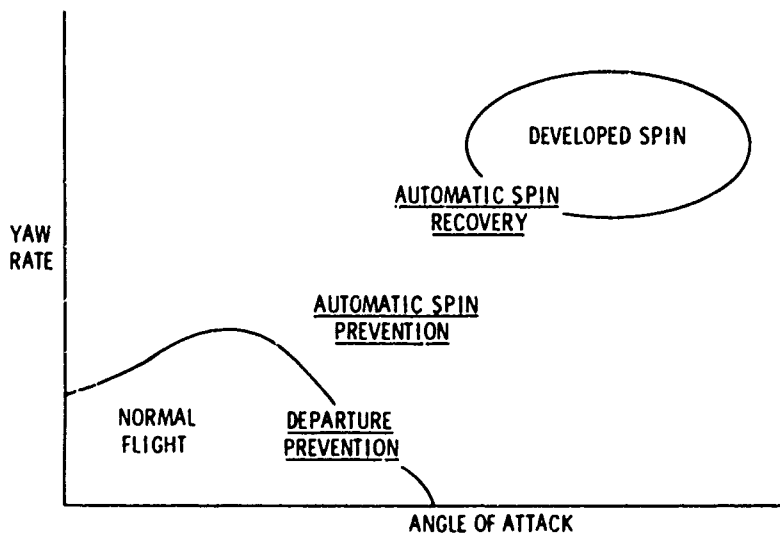 DEVELOPED SPIN
AUTOMATIC SPIN
RECOVERY
YAW
RATE
AUTOMATIC SPIN
PREVENTION
NORMAL
FLIGHT
DEPARTURE
PREVENTION
ANGLE OF ATTACK